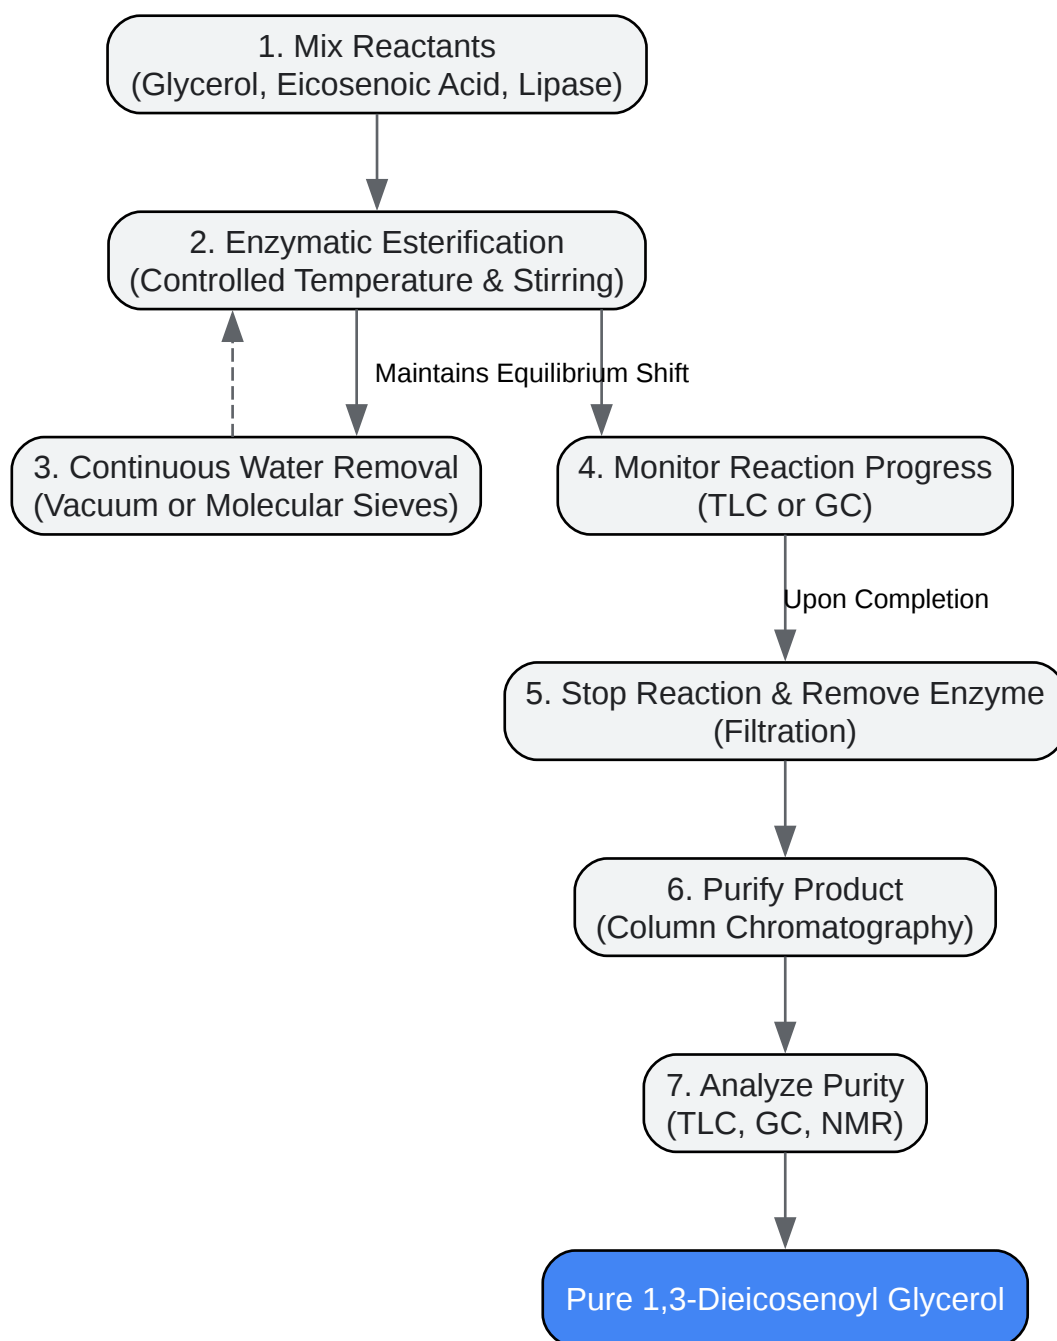 1. Mix Reactants
(Glycerol, Eicosenoic Acid, Lipase)
2. Enzymatic Esterification
(Controlled Temperature & Stirring)
Maintains Equilibrium Shift
3. Continuous Water Removal
(Vacuum or Molecular Sieves)
4. Monitor Reaction Progress
(TLC or GC)
Upon Completion
5. Stop Reaction & Remove Enzyme
(Filtration)
6. Purify Product
(Column Chromatography)
7. Analyze Purity
(TLC, GC, NMR)
Pure 1,3-Dieicosenoyl Glycerol